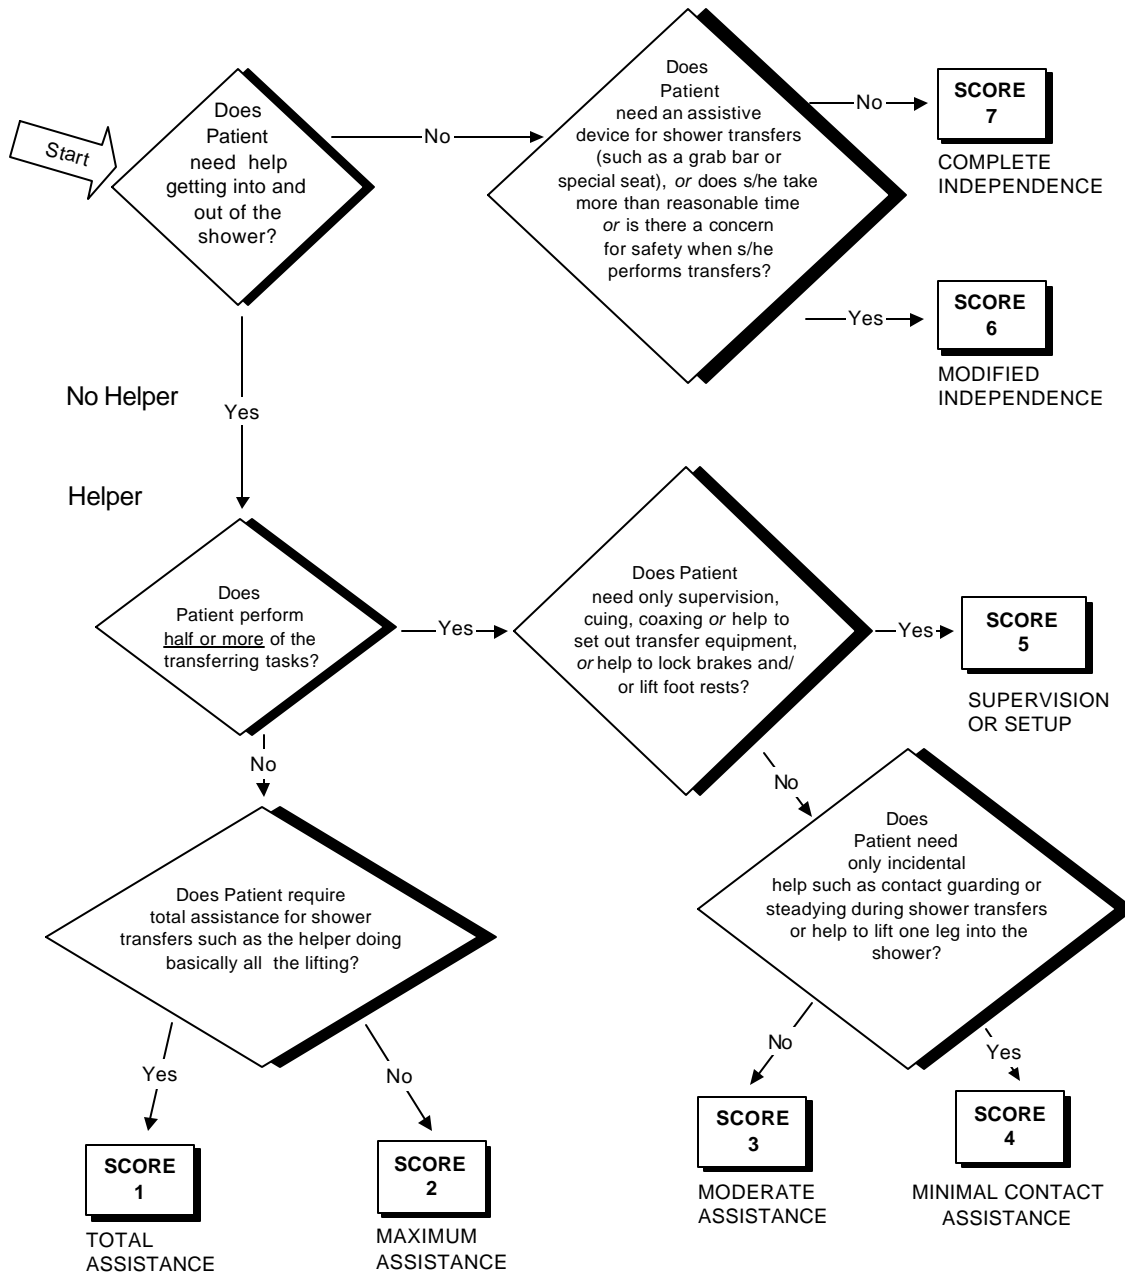 Start
Does
Patient
need help
getting into and
out of the
shower?
No
Does
Patient
need an assistive
device for shower transfers
(such as a grab bar or
special seat), or does s/he take
more than reasonable time
or is there a concern
for safety when s/he
performs transfers?
No
SCORE
7
COMPLETE
INDEPENDENCE
Yes
SCORE
6
MODIFIED
INDEPENDENCE
No Helper
Yes
Helper
Does
Patient perform
half or more of the
transferring tasks?
Yes
Does Patient
need only supervision,
cuing, coaxing or help to
set out transfer equipment,
or help to lock brakes and/
or lift foot rests?
Yes
SCORE
5
SUPERVISION
OR SETUP
No
No
Does
Patient need
only incidental
help such as contact guarding or
steadying during shower transfers
or help to lift one leg into the
shower?
Does Patient require
total assistance for shower
transfers such as the helper doing
basically all the lifting?
Yes
No
No
Yes
SCORE
1
TOTAL
ASSISTANCE
SCORE
2
MAXIMUM
ASSISTANCE
SCORE
3
MODERATE
ASSISTANCE
SCORE
4
MINIMAL CONTACT
ASSISTANCE